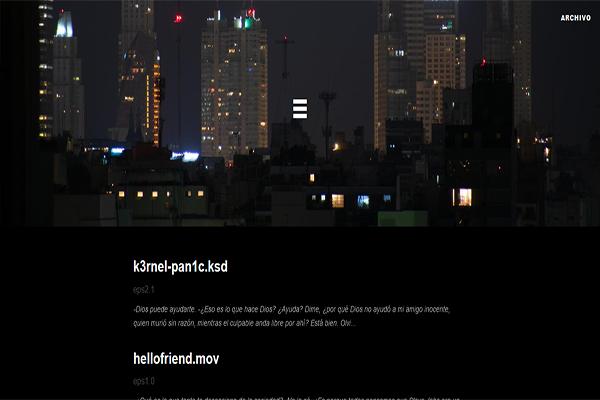 ARCHIVO
k3rnel-pan1c.ksd
eps2.1
-Dios puede ayudarte. -¿Eso es lo que hace Dios? ¿Ayuda? Dime, ¿por qué Dios no ayudó a mi amigo inocente,
quien murió sin razón, mientras el culpable anda libre por ahí? Está bien. Olvi...
hellofriend.mov
eps1.0